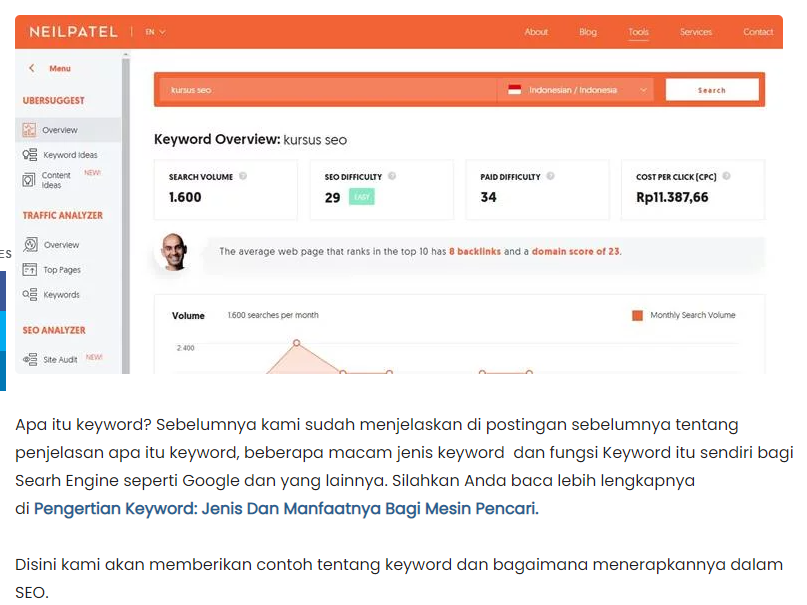 NEILPATEL
EN
About
Blog
Tools
Services
Contact
Menu
UBERSUGGEST
Overview
Keyword Ideas
Content Ideas NEW!
TRAFFIC ANALYZER
Overview
Top Pages
Keywords
SEO ANALYZER
Site Audit NEW!
ES
kursus seo
Indonesian / Indonesia
Search
Keyword Overview: kursus seo
SEARCH VOLUME
1.600
SEO DIFFICULTY
29 EASY
PAID DIFFICULTY
34
COST PER CLICK [CPC]
Rp11.387,66
The average web page that ranks in the top 10 has 8 backlinks and a domain score of 23.
Volume
1.600 searches per month
Monthly Search Volume
2.400
Apa itu keyword? Sebelumnya kami sudah menjelaskan di postingan sebelumnya tentang
penjelasan apa itu keyword, beberapa macam jenis keyword dan fungsi Keyword itu sendiri bagi
Searh Engine seperti Google dan yang lainnya. Silahkan Anda baca lebih lengkapnya
di Pengertian Keyword: Jenis Dan Manfaatnya Bagi Mesin Pencari.
Disini kami akan memberikan contoh tentang keyword dan bagaimana menerapkannya dalam
SEO.